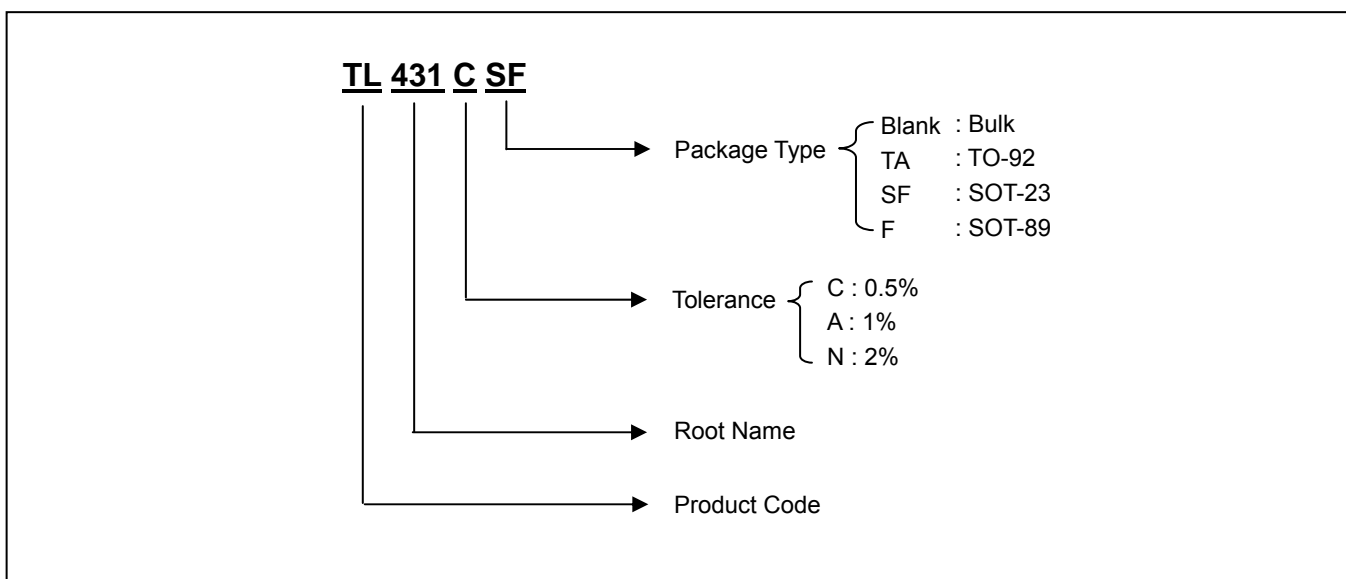 TL 431 C SF
Package Type
Blank : Bulk
TA : TO-92
SF : SOT-23
F : SOT-89
Tolerance
C : 0.5%
A : 1%
N : 2%
Root Name
Product Code